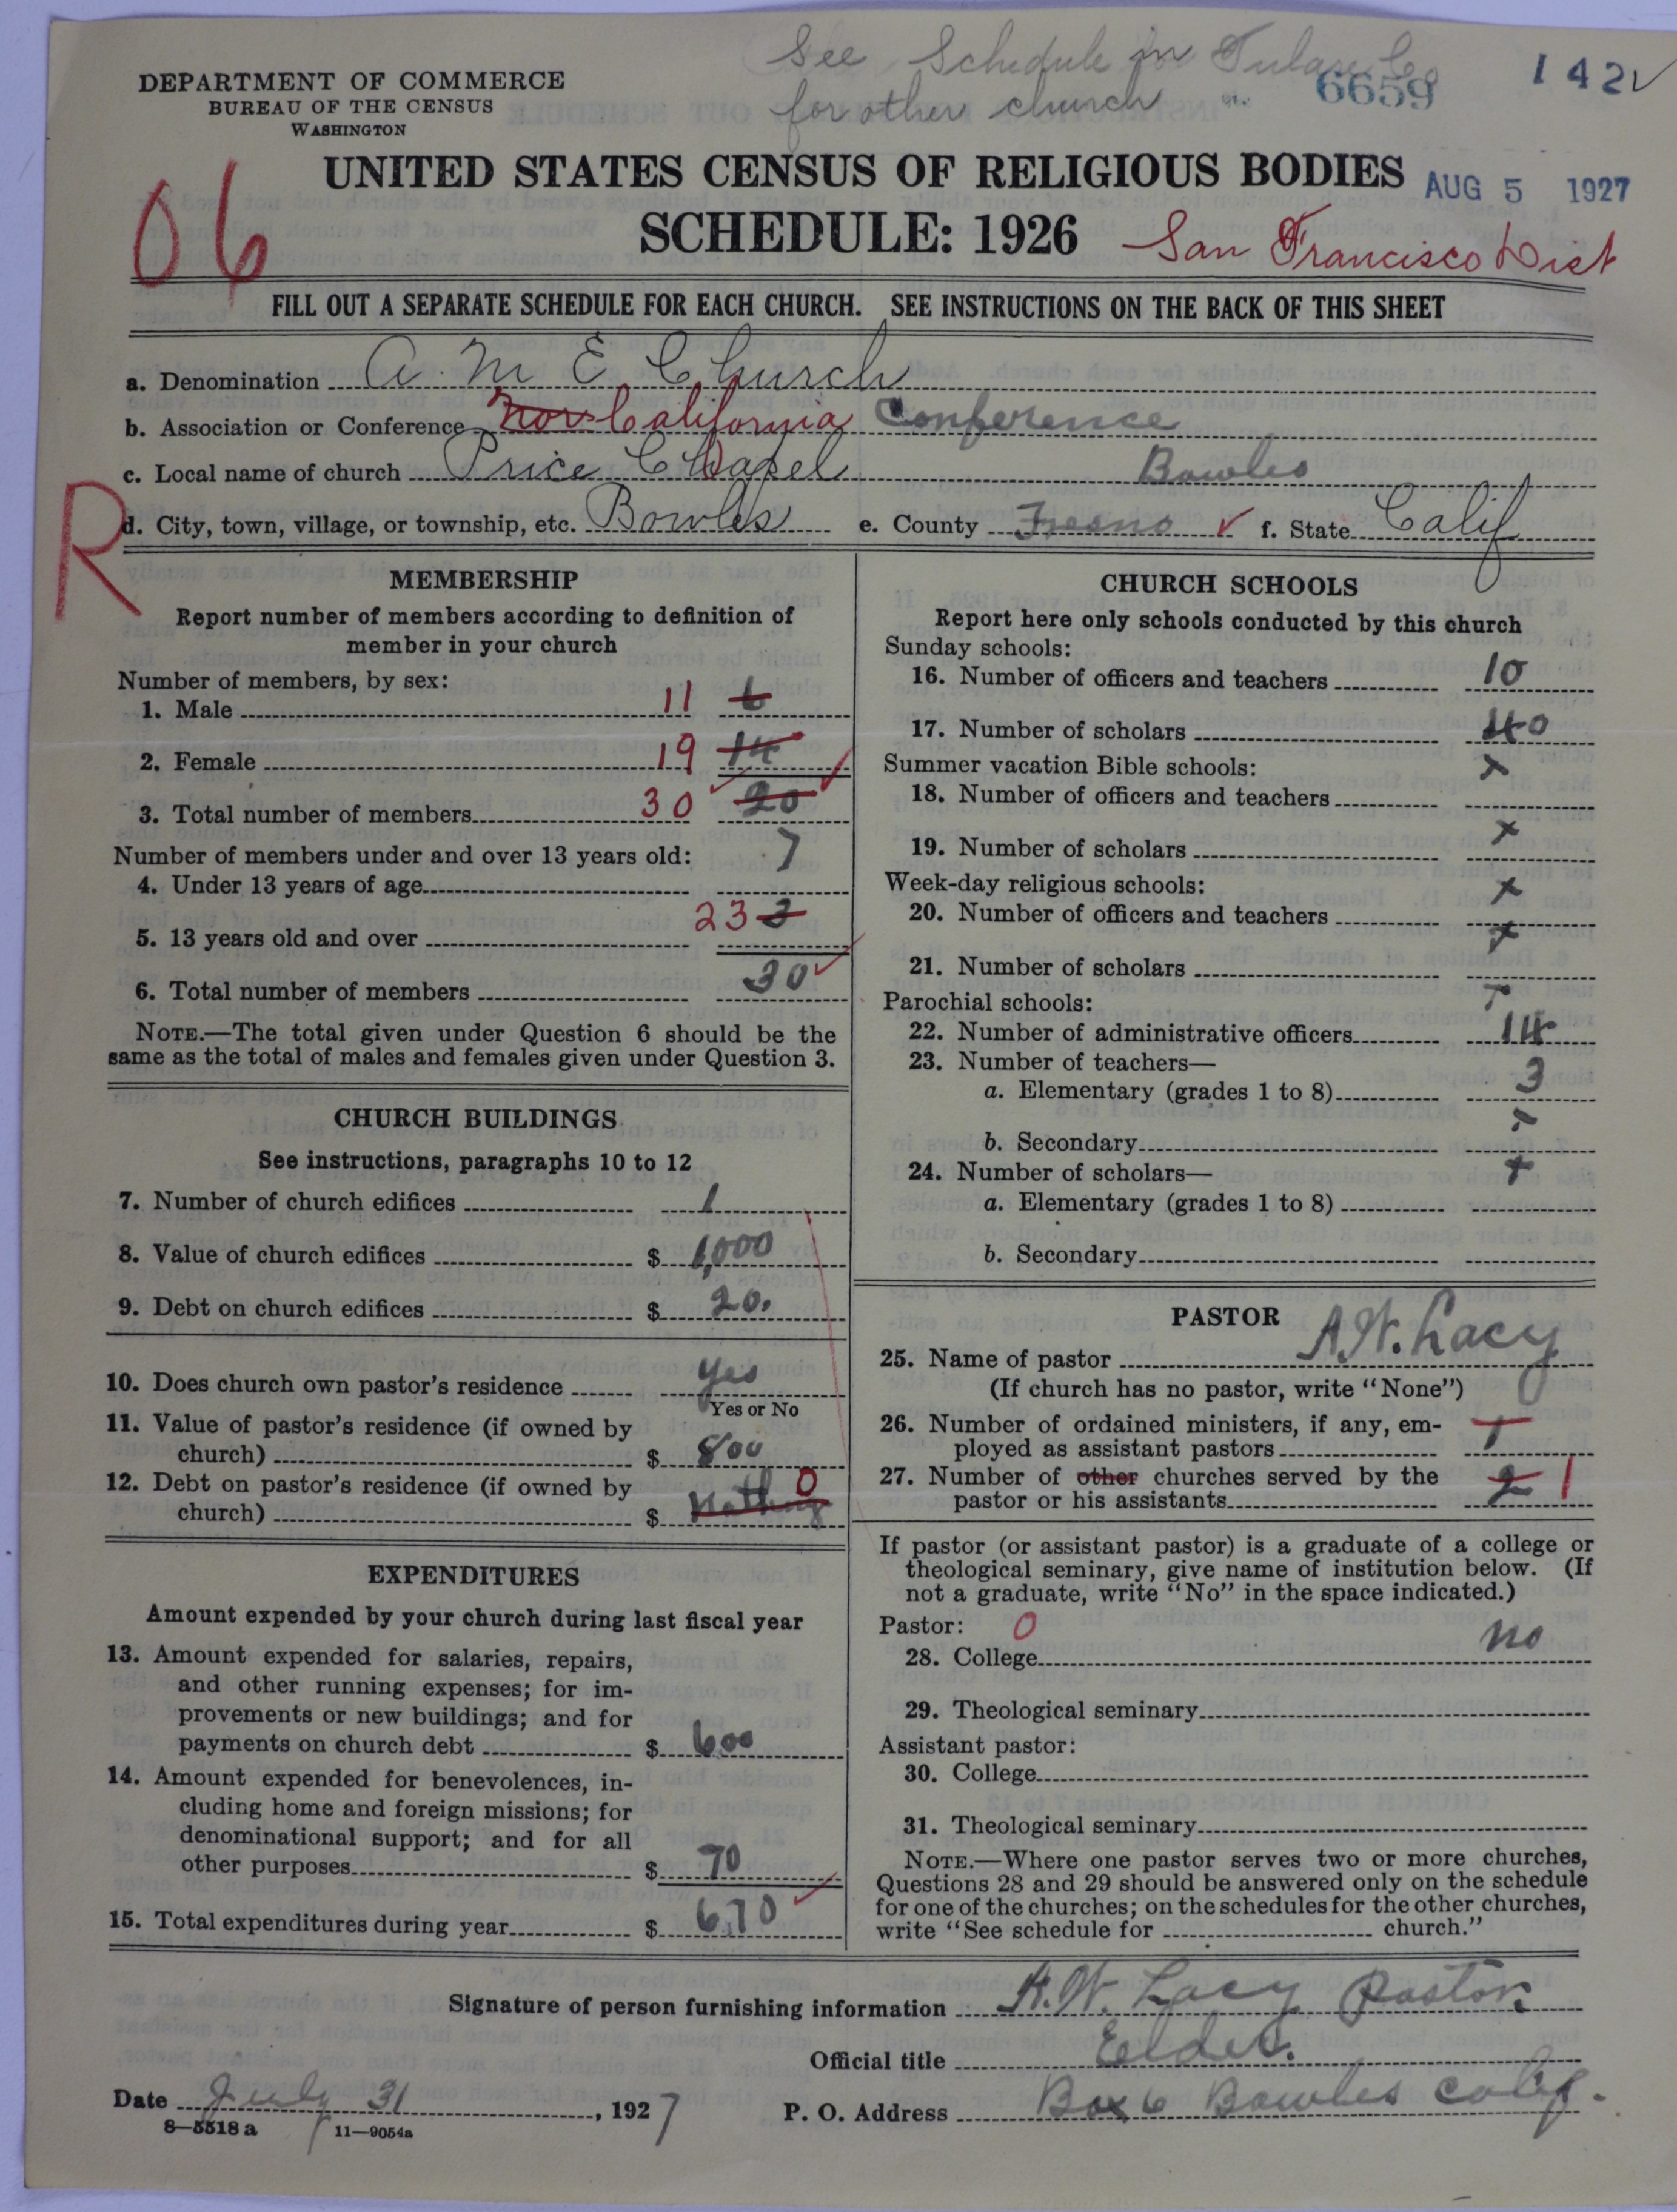 See Schedule in Tulare Co
for other church
6659
142✓
DEPARTMENT OF COMMERCE
BUREAU OF THE CENSUS
WASHINGTON
UNITED STATES CENSUS OF RELIGIOUS BODIES
AUG 5 1927
06
SCHEDULE: 1926
San Francisco Dist
FILL OUT A SEPARATE SCHEDULE FOR EACH CHURCH. SEE INSTRUCTIONS ON THE BACK OF THIS SHEET
a. Denomination A. M E Church
b. Association or Conference Nor California Conference
c. Local name of church Price Chapel Bowles
R
d. City, town, village, or township, etc. Bowles e. County Fresno ✓ f. State Calif
MEMBERSHIP
Report number of members according to definition of
member in your church
Number of members, by sex:
1. Male 11 6
2. Female 19 14
3. Total number of members 30 20
Number of members under and over 13 years old:
4. Under 13 years of age 7
5. 13 years old and over 23 3
6. Total number of members 30
NOTE.—The total given under Question 6 should be the
same as the total of males and females given under Question 3.
CHURCH BUILDINGS
See instructions, paragraphs 10 to 12
7. Number of church edifices 1
8. Value of church edifices $ 1,000
9. Debt on church edifices $ 20.
10. Does church own pastor's residence yes
Yes or No
11. Value of pastor's residence (if owned by
church) $ 800
12. Debt on pastor's residence (if owned by
church) $ Nothing 0
EXPENDITURES
Amount expended by your church during last fiscal year
13. Amount expended for salaries, repairs,
and other running expenses; for im-
provements or new buildings; and for
payments on church debt $ 600
14. Amount expended for benevolences, in-
cluding home and foreign missions; for
denominational support; and for all
other purposes $ 70
15. Total expenditures during year $ 670
CHURCH SCHOOLS
Report here only schools conducted by this church
Sunday schools:
16. Number of officers and teachers 10
17. Number of scholars 40
Summer vacation Bible schools:
18. Number of officers and teachers x
19. Number of scholars x
Week-day religious schools:
20. Number of officers and teachers x
21. Number of scholars x
Parochial schools:
22. Number of administrative officers 14
23. Number of teachers—
a. Elementary (grades 1 to 8) 3
b. Secondary x
24. Number of scholars—
a. Elementary (grades 1 to 8) x
b. Secondary
PASTOR
25. Name of pastor A. W. Lacy
(If church has no pastor, write "None")
26. Number of ordained ministers, if any, em-
ployed as assistant pastors 1
27. Number of other churches served by the
pastor or his assistants 2 1
If pastor (or assistant pastor) is a graduate of a college or
theological seminary, give name of institution below. (If
not a graduate, write "No" in the space indicated.)
Pastor: 0
28. College no
29. Theological seminary
Assistant pastor:
30. College
31. Theological seminary
NOTE.—Where one pastor serves two or more churches,
Questions 28 and 29 should be answered only on the schedule
for one of the churches; on the schedules for the other churches,
write "See schedule for church."
Signature of person furnishing information A. W. Lacy Pastor
Official title Elder.
Date July 31, 1927 P. O. Address Box 6 Bowles Calif.
8—5518 a 11—9054a